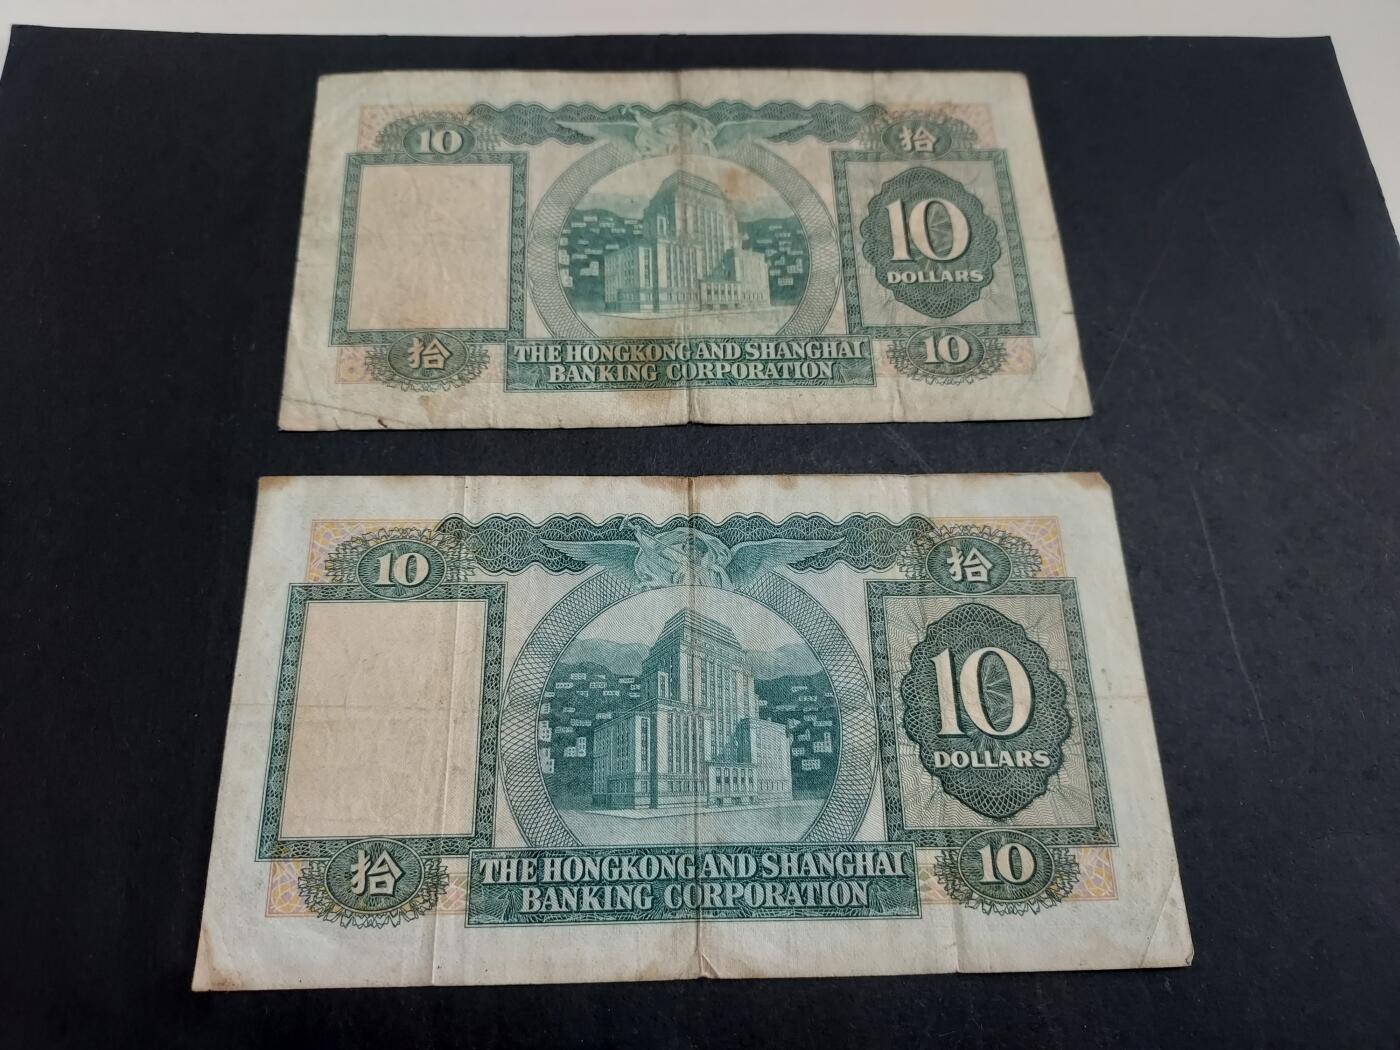 10 拾
10
DOLLARS
拾 10
THE HONGKONG AND SHANGHAI
BANKING CORPORATION
10 拾
10
DOLLARS
拾 10
THE HONGKONG AND SHANGHAI
BANKING CORPORATION